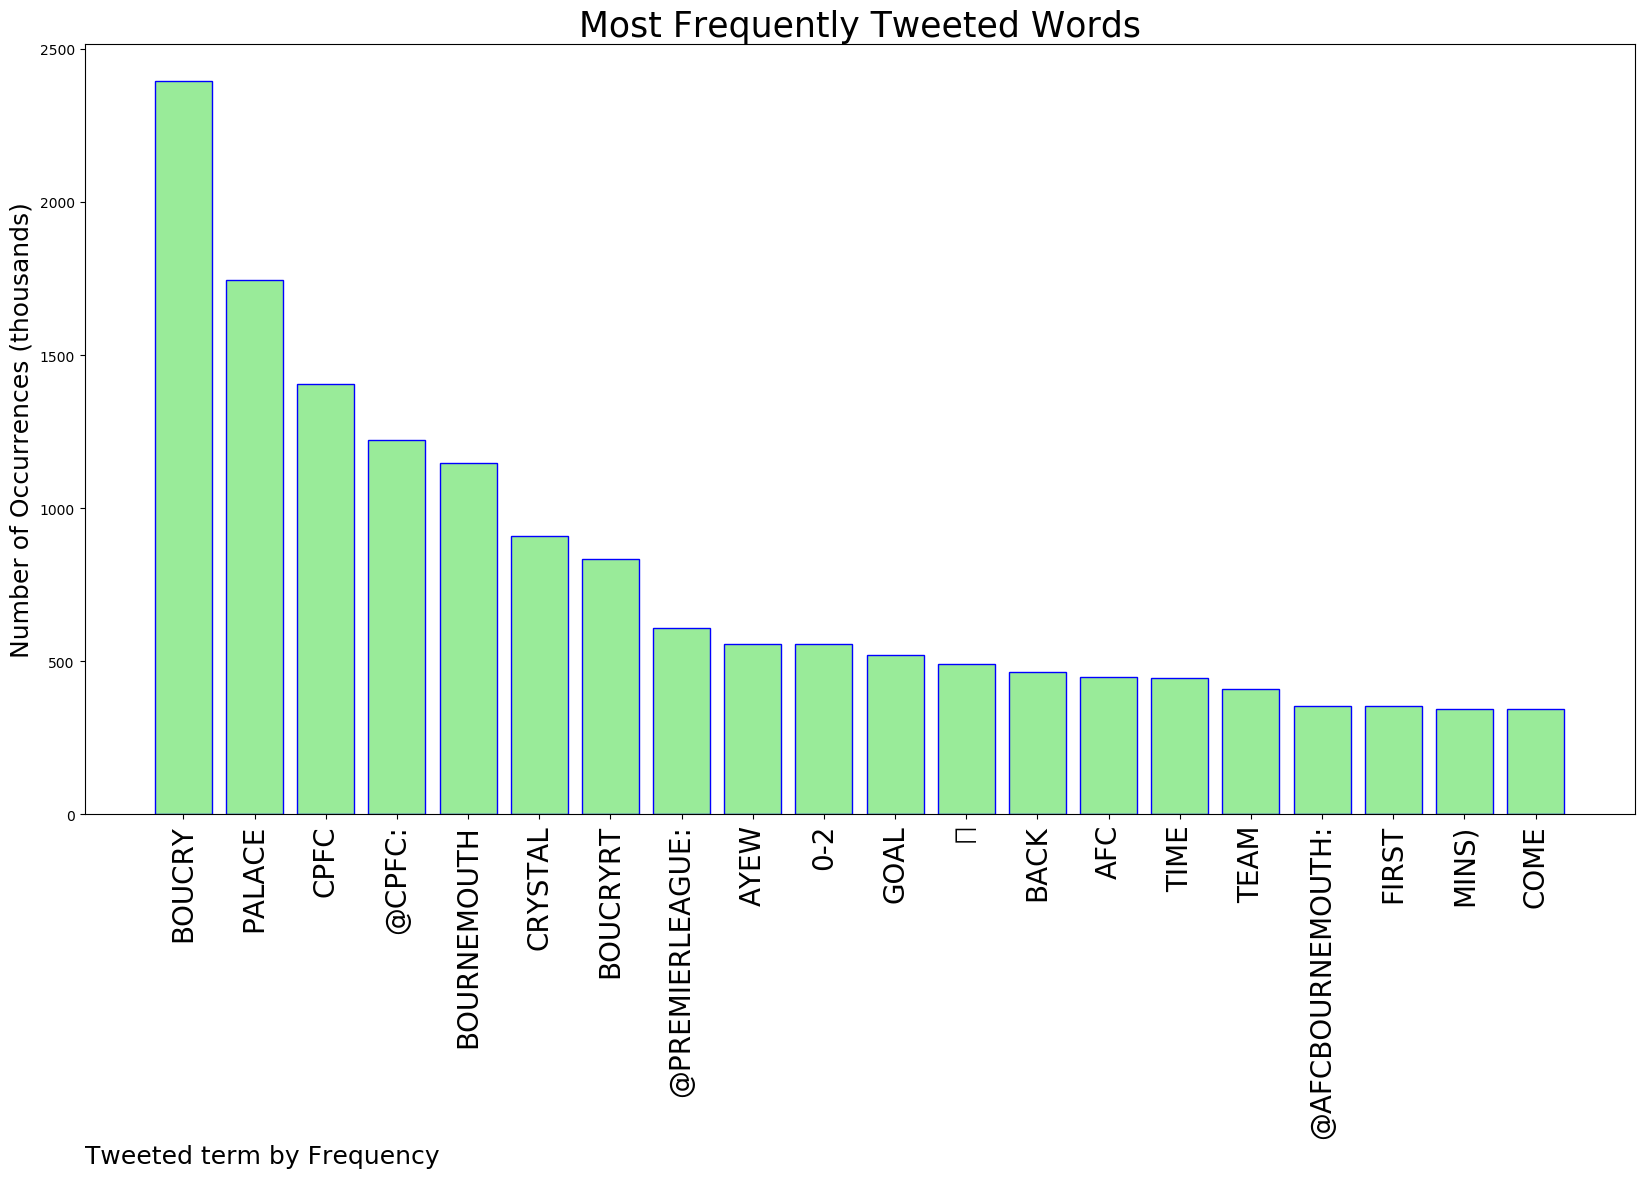 Most Frequently Tweeted Words
Number of Occurrences (thousands)
2500
2000
1500
1000
500
0
BOUCRY
PALACE
CPFC
@CPFC:
BOURNEMOUTH
CRYSTAL
BOUCRYRT
@PREMIERLEAGUE:
AYEW
0-2
GOAL
BACK
AFC
TIME
TEAM
@AFCBOURNEMOUTH:
FIRST
MINS)
COME
Tweeted term by Frequency